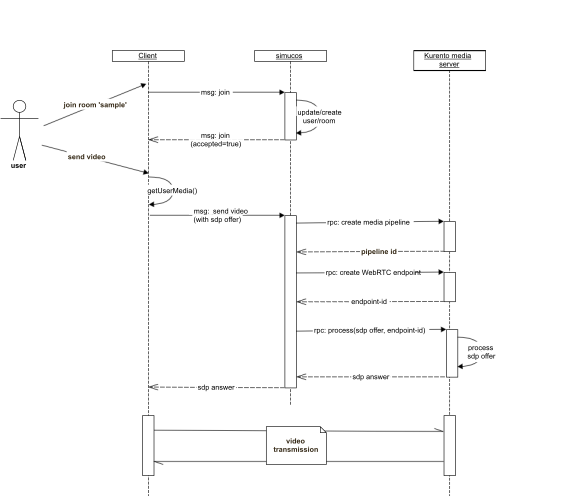 Client
simucos
Kurento media
server
join room 'sample'
msg: join
update/create
user/room
msg: join
(accepted=true)
user
send video
getUserMedia()
msg: send video
(with sdp offer)
rpc: create media pipeline
pipeline id
rpc: create WebRTC endpoint
endpoint-id
rpc: process(sdp offer, endpoint-id)
process
sdp offer
sdp answer
sdp answer
video
transmission